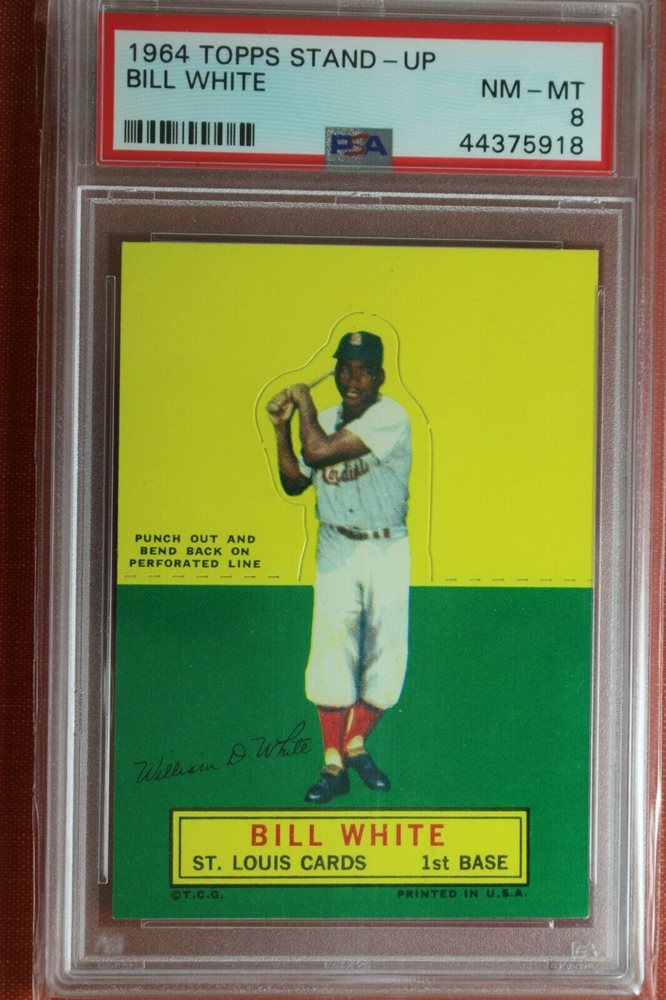 1964 TOPPS STAND-UP
BILL WHITE
NM-MT
8
PSA
44375918
Cardinals
PUNCH OUT AND
BEND BACK ON
PERFORATED LINE
William D. White
BILL WHITE
ST. LOUIS CARDS 1st BASE
©T.C.G. PRINTED IN U.S.A.